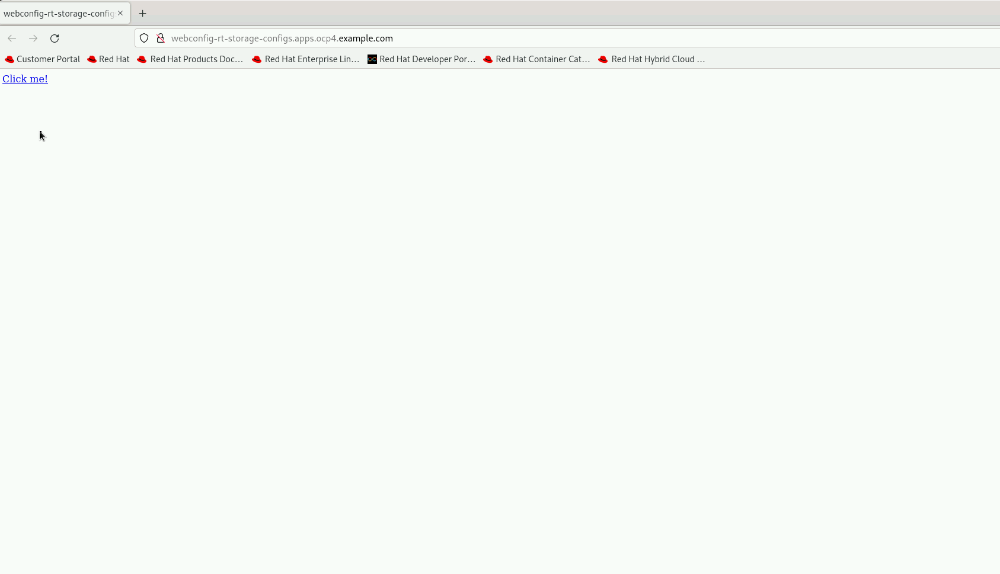 webconfig-rt-storage-config
webconfig-rt-storage-configs.apps.ocp4.example.com
Customer Portal Red Hat Red Hat Products Doc… Red Hat Enterprise Lin… Red Hat Developer Por… Red Hat Container Cat… Red Hat Hybrid Cloud …
Click me!